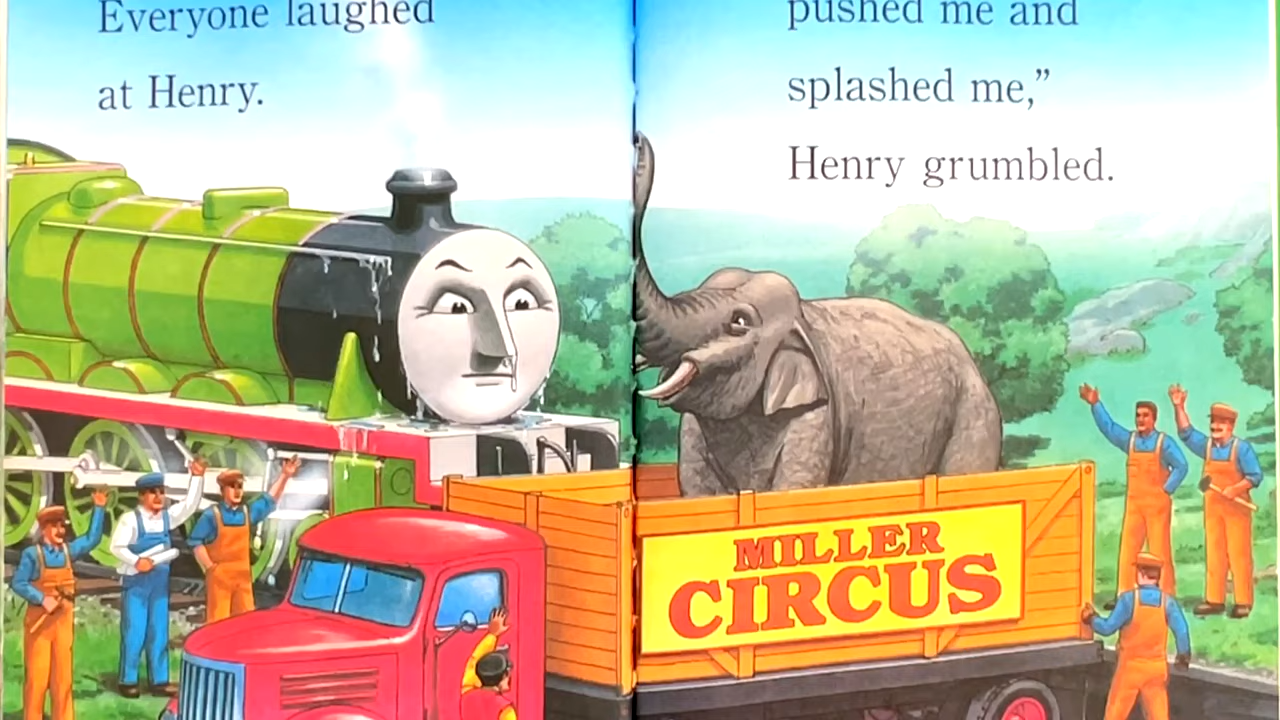 Everyone laughed
at Henry.
pushed me and
splashed me,”
Henry grumbled.
MILLER
CIRCUS